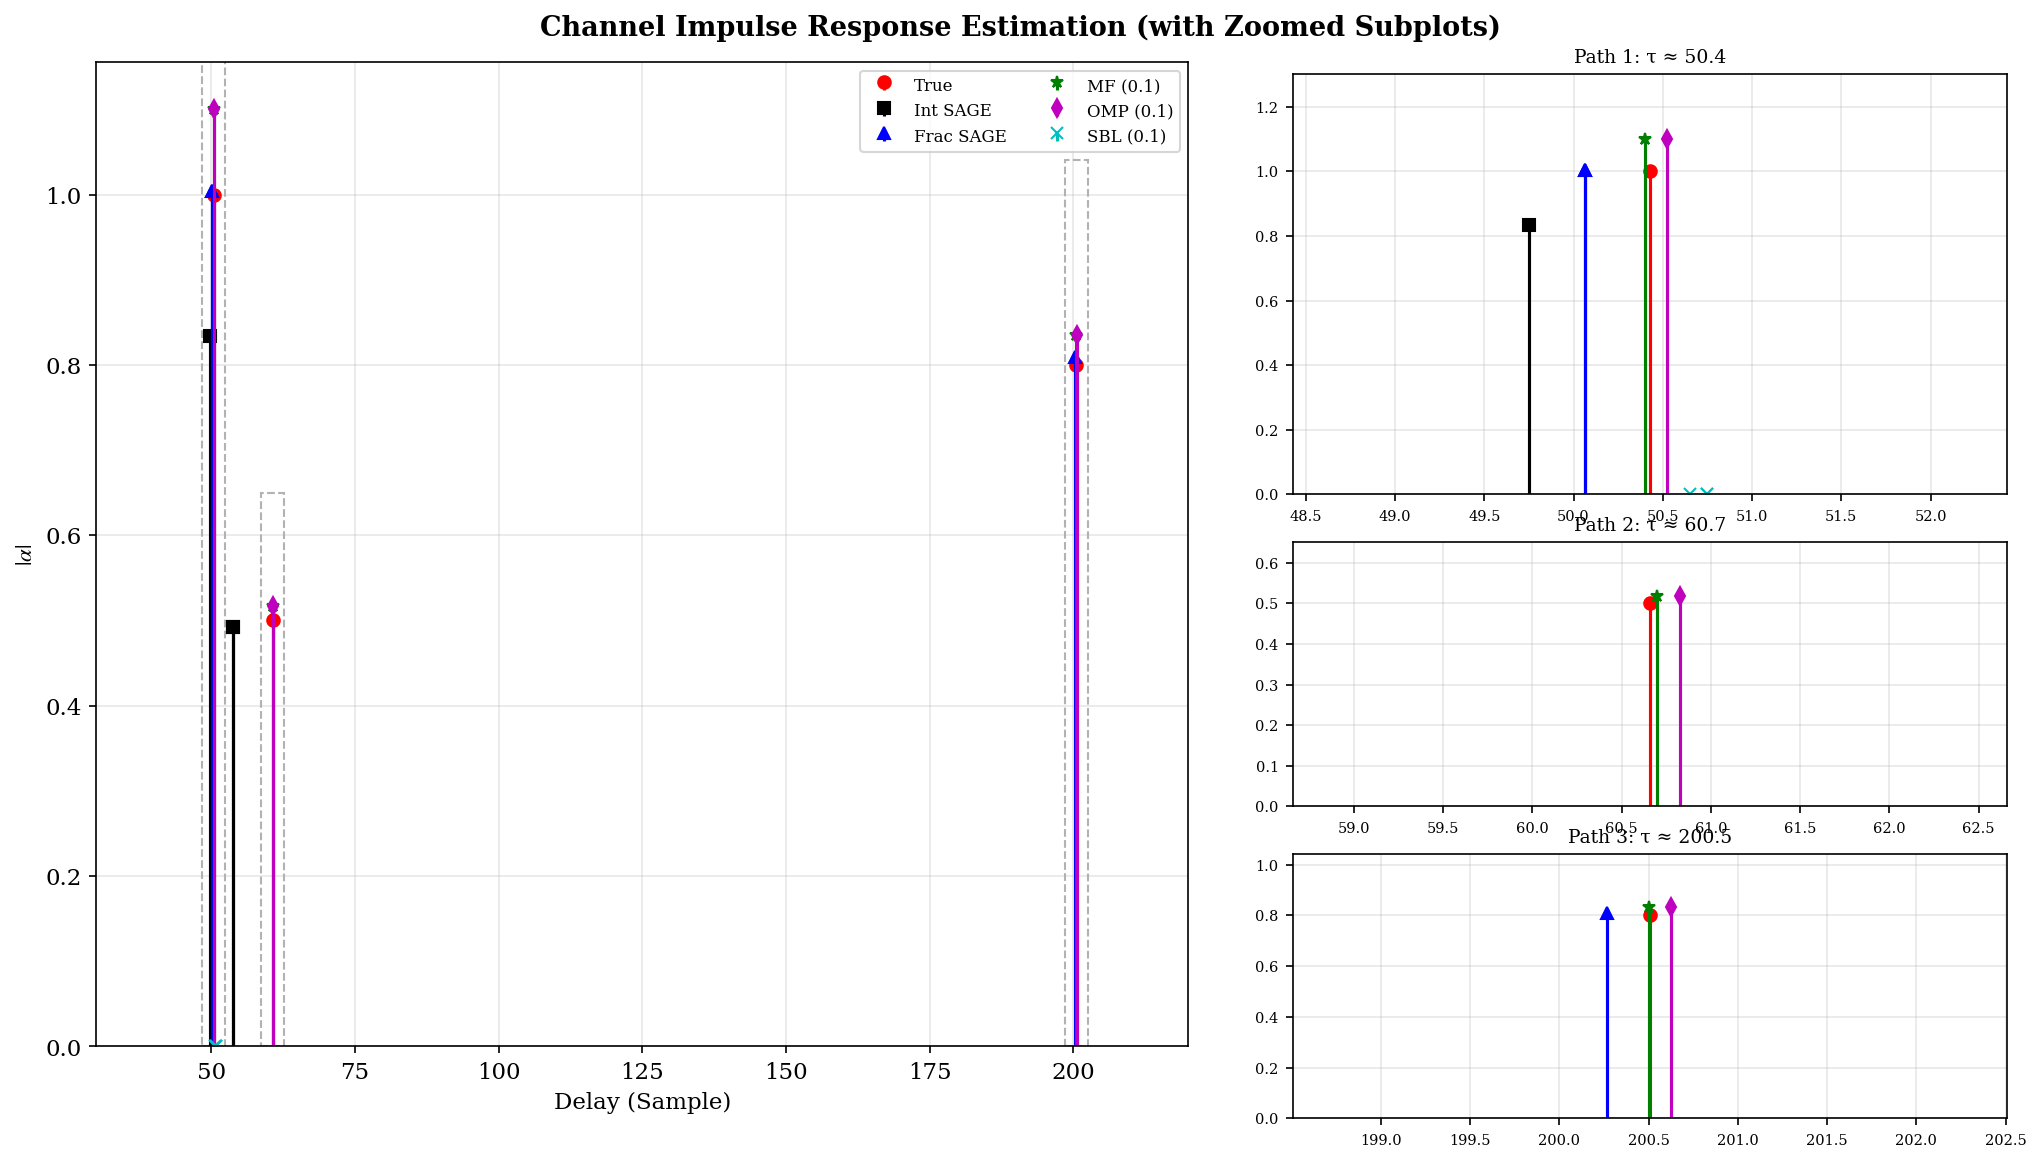 Channel Impulse Response Estimation (with Zoomed Subplots)
True
Int SAGE
Frac SAGE
MF (0.1)
OMP (0.1)
SBL (0.1)
1.0
0.8
0.6
0.4
0.2
0.0
|α|
50 75 100 125 150 175 200
Delay (Sample)
Path 1: τ ≈ 50.4
1.2
1.0
0.8
0.6
0.4
0.2
0.0
48.5 49.0 49.5 50.0 50.5 51.0 51.5 52.0
Path 2: τ ≈ 60.7
0.6
0.5
0.4
0.3
0.2
0.1
0.0
59.0 59.5 60.0 60.5 61.0 61.5 62.0 62.5
Path 3: τ ≈ 200.5
1.0
0.8
0.6
0.4
0.2
0.0
199.0 199.5 200.0 200.5 201.0 201.5 202.0 202.5